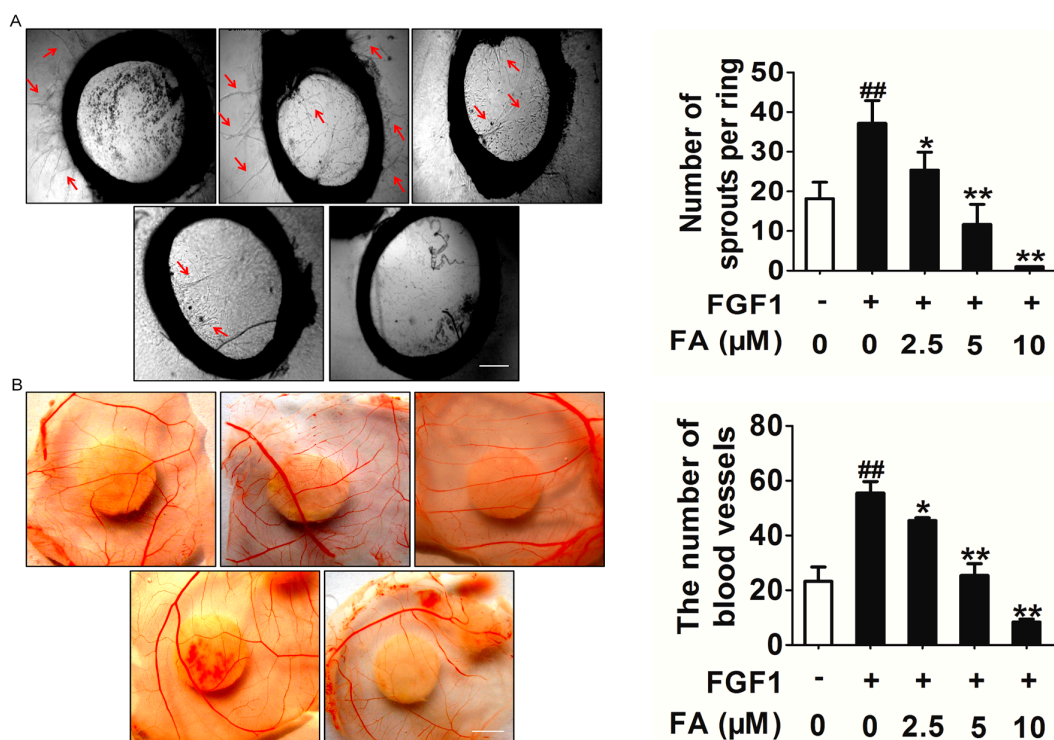 A
Number of
sprouts per ring
50
40
30
20
10
0
##
*
**
**
FGF1 - + + + +
FA (μM) 0 0 2.5 5 10
B
The number of
blood vessels
80
60
40
20
0
##
*
**
**
FGF1 - + + + +
FA (μM) 0 0 2.5 5 10